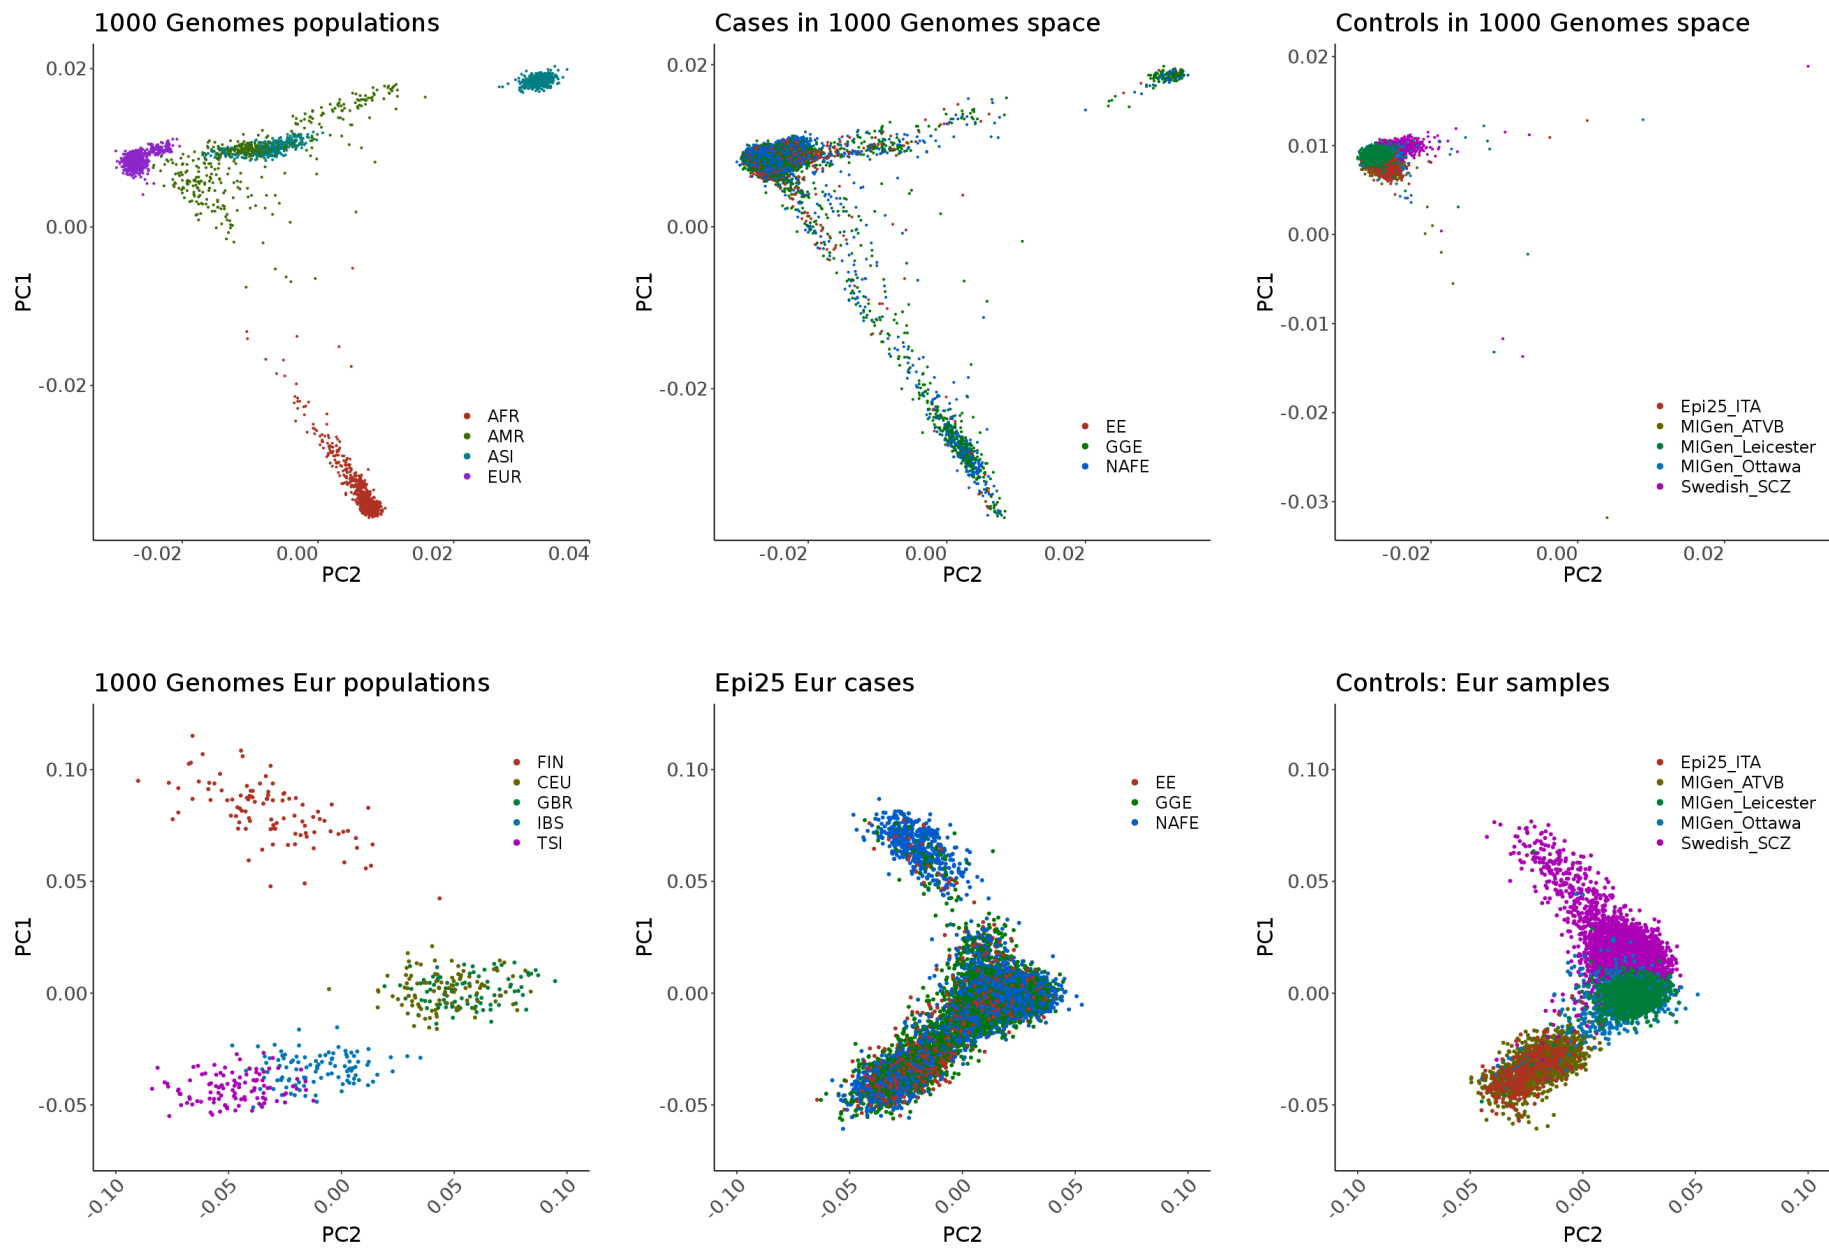 1000 Genomes populations
0.02
0.00
-0.02
PC1
-0.02
0.00
0.02
0.04
PC2
AFR
AMR
ASI
EUR
Cases in 1000 Genomes space
0.02
0.00
-0.02
PC1
-0.02
0.00
0.02
PC2
EE
GGE
NAFE
Controls in 1000 Genomes space
0.02
0.01
0.00
-0.01
-0.02
-0.03
PC1
-0.02
0.00
0.02
PC2
Epi25_ITA
MIGen_ATVB
MIGen_Leicester
MIGen_Ottawa
Swedish_SCZ
1000 Genomes Eur populations
0.10
0.05
0.00
-0.05
PC1
-0.10
-0.05
0.00
0.05
0.10
PC2
FIN
CEU
GBR
IBS
TSI
Epi25 Eur cases
0.10
0.05
0.00
-0.05
PC1
-0.10
-0.05
0.00
0.05
0.10
PC2
EE
GGE
NAFE
Controls: Eur samples
0.10
0.05
0.00
-0.05
PC1
-0.10
-0.05
0.00
0.05
0.10
PC2
Epi25_ITA
MIGen_ATVB
MIGen_Leicester
MIGen_Ottawa
Swedish_SCZ